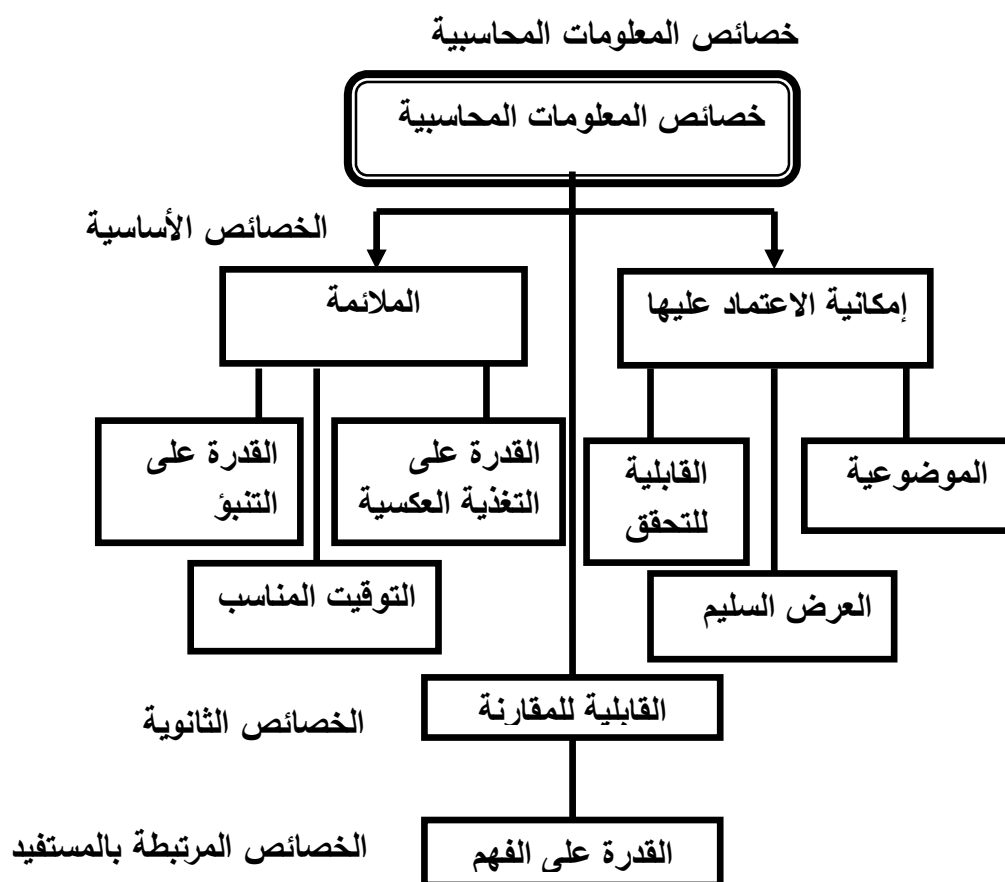 خصائص المعلومات المحاسبية
خصائص المعلومات المحاسبية
الخصائص الأساسية
إمكانية الاعتماد عليها
الملائمة
الموضوعية
القابلية
للتحقق
القدرة على
التغذية العكسية
القدرة على
التنبؤ
العرض السليم
التوقيت المناسب
القابلية للمقارنة
الخصائص الثانوية
القدرة على الفهم
الخصائص المرتبطة بالمستفيد